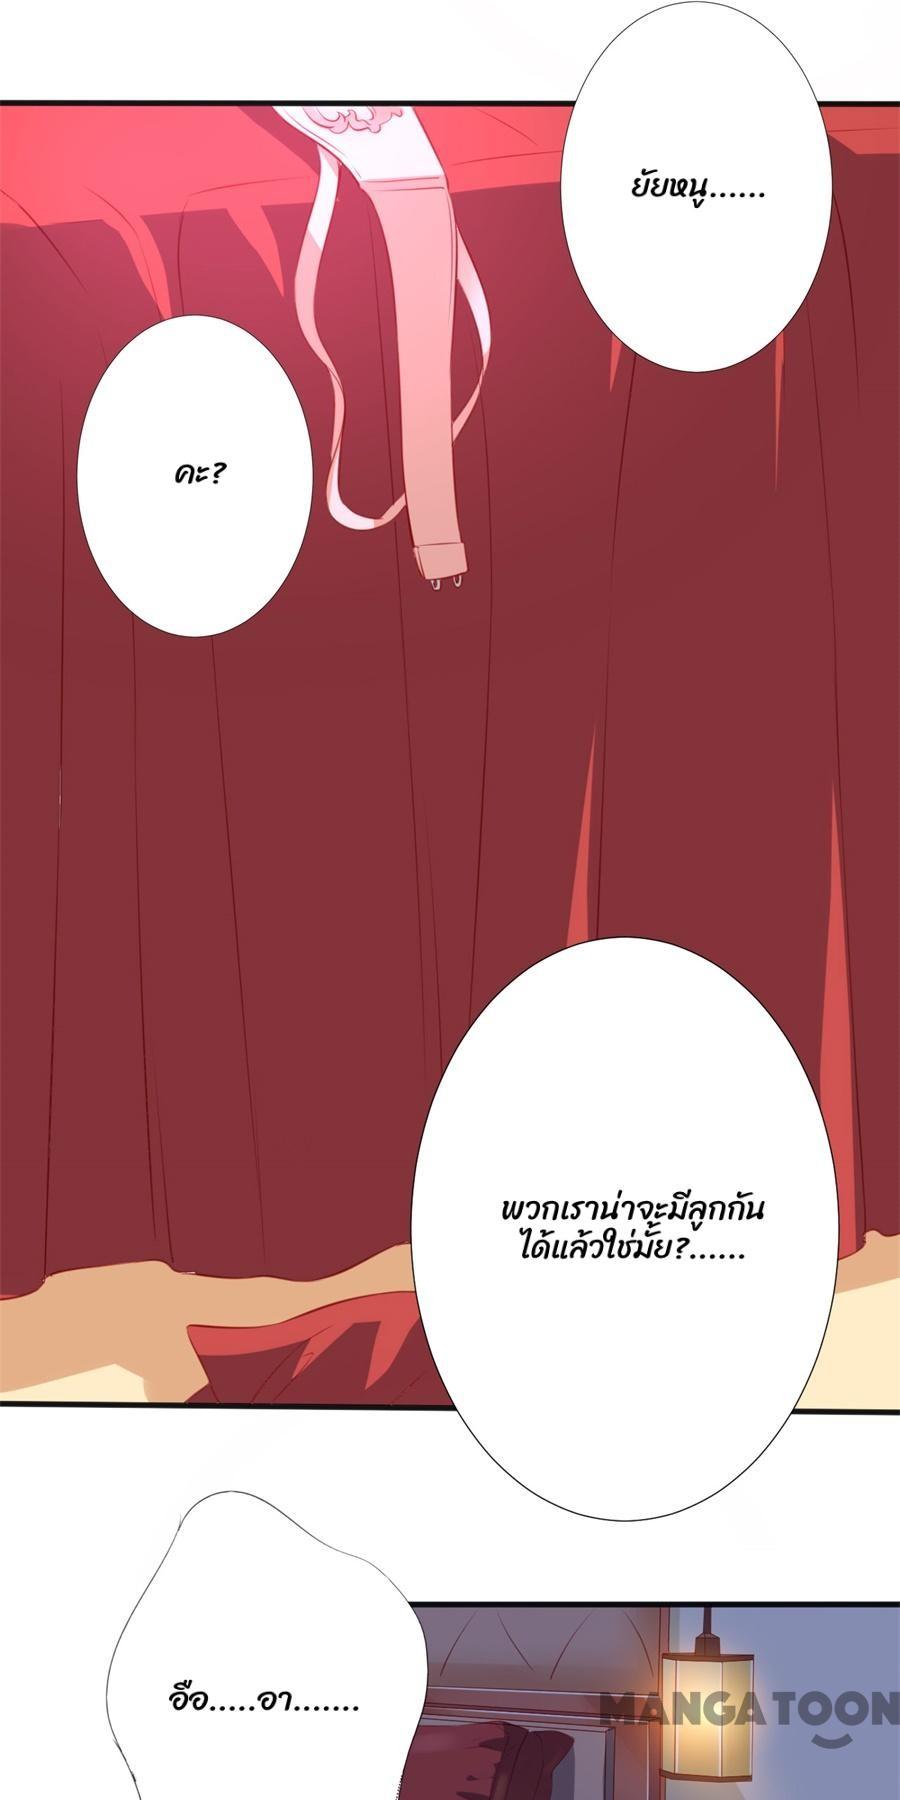 ยัยหนู......
คะ?
พวกเราน่าจะมีลูกกัน
ได้แล้วใช่มั้ย?......
อือ.....อา.......
MANGATOON